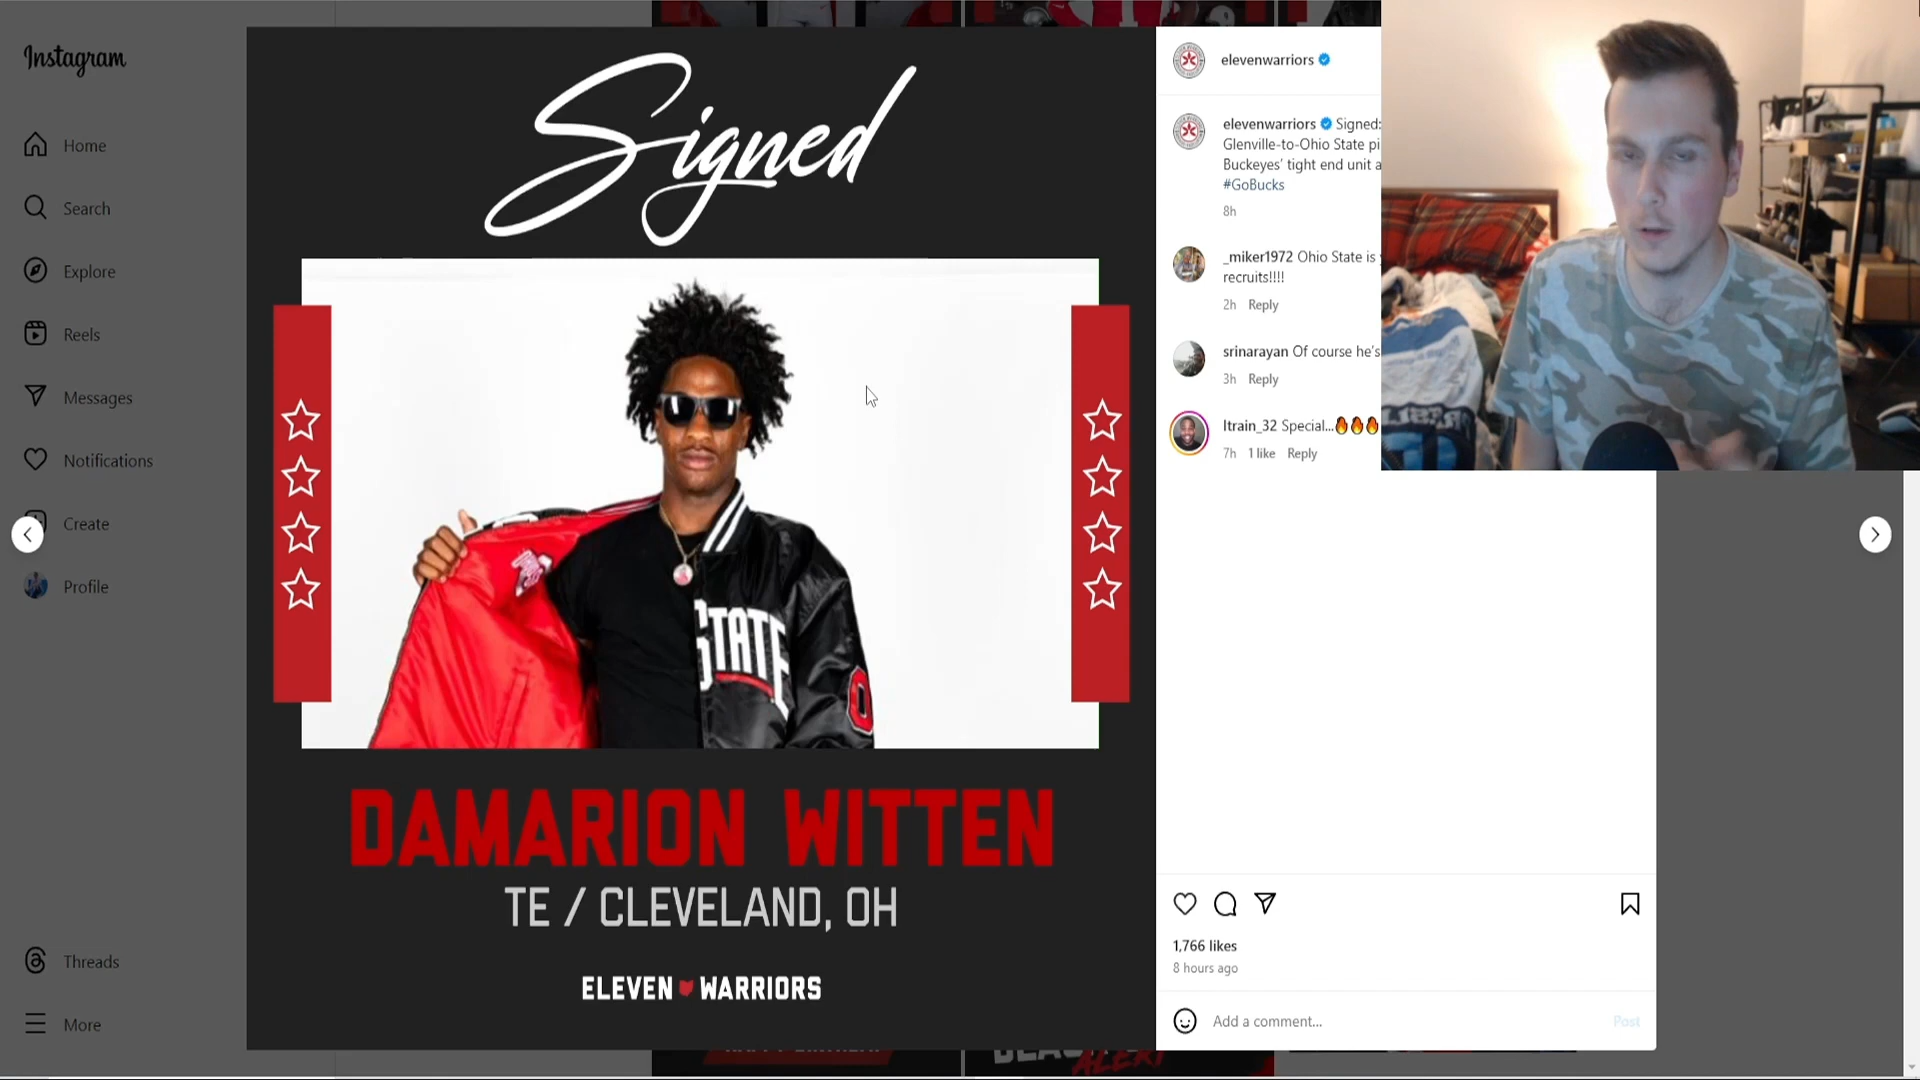 Instagram
Home
Search
Explore
Reels
Messages
Notifications
Create
Profile
Threads
More
Signed
STATE
O
DAMARION WITTEN
TE / CLEVELAND, OH
ELEVEN WARRIORS
elevenwarriors
elevenwarriors Signed:
Glenville-to-Ohio State pi
Buckeyes' tight end unit a
#GoBucks
8h
_miker1972 Ohio State is
recruits!!!!
2h Reply
srinarayan Of course he's
3h Reply
ltrain_32 Special...🔥🔥🔥
7h 1 like Reply
1,766 likes
8 hours ago
Add a comment...
Post
ALERT